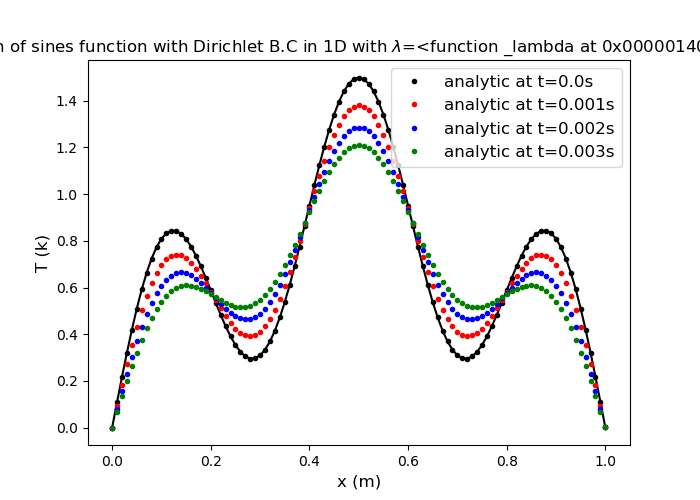 of sines function with Dirichlet B.C in 1D with λ=<function _lambda at 0x00000140
1.4
1.2
1.0
0.8
0.6
0.4
0.2
0.0
T (k)
analytic at t=0.0s
analytic at t=0.001s
analytic at t=0.002s
analytic at t=0.003s
0.0 0.2 0.4 0.6 0.8 1.0
x (m)